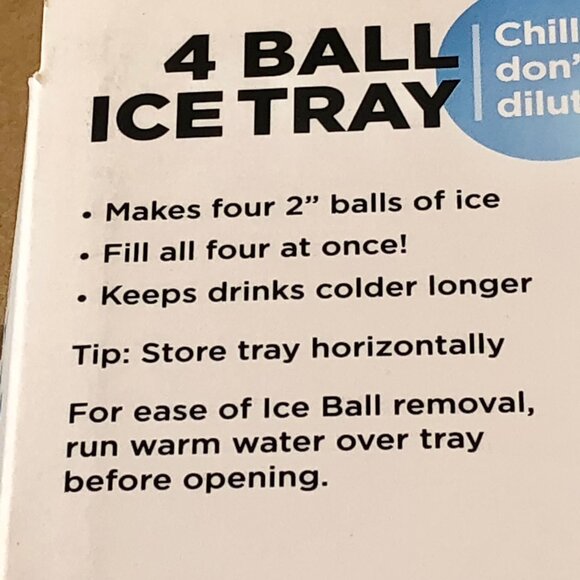 4 BALL
ICE TRAY
Chill
• Makes four 2” balls of ice
• Fill all four at once!
• Keeps drinks colder longer
Tip: Store tray horizontally
For ease of Ice Ball removal,
run warm water over tray
before opening.